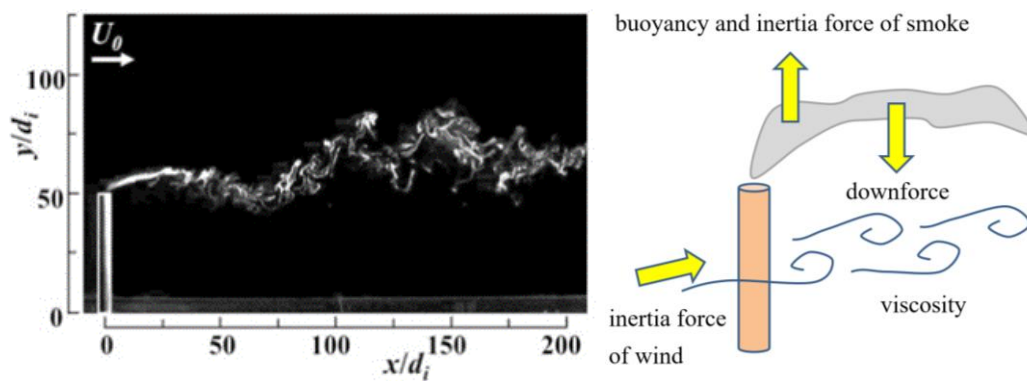 U₀
y/dᵢ
100
50
0
0
50
100
150
200
x/dᵢ
buoyancy and inertia force of smoke
downforce
inertia force
of wind
viscosity